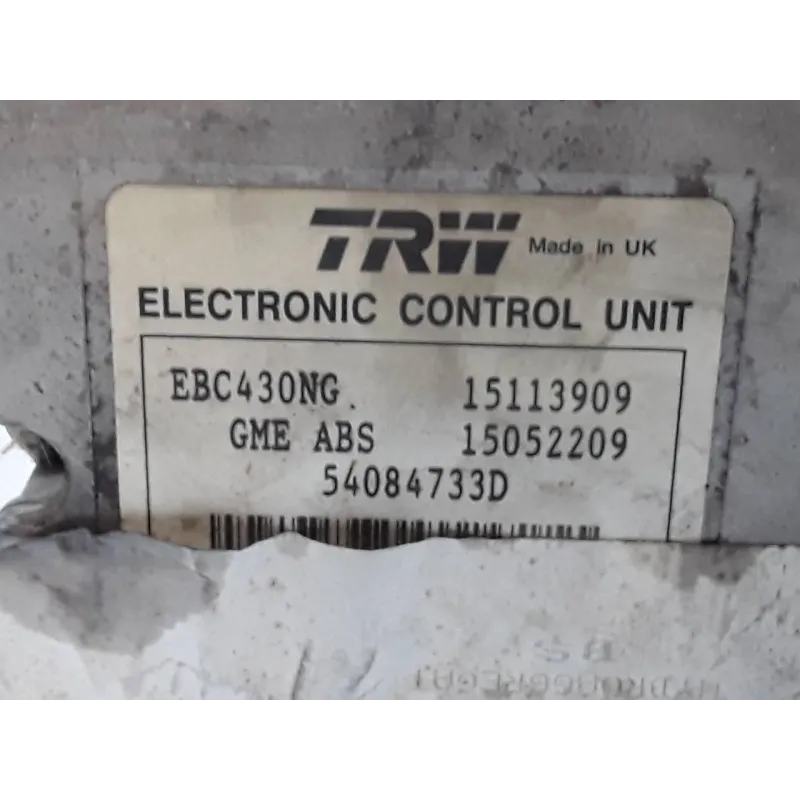 TRW Made in UK
ELECTRONIC CONTROL UNIT
EBC430NG 15113909
GME ABS 15052209
54084733D